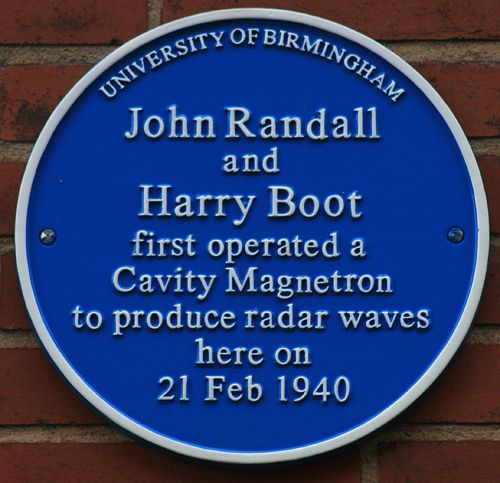 UNIVERSITY OF BIRMINGHAM
John Randall
and
Harry Boot
first operated a
Cavity Magnetron
to produce radar waves
here on
21 Feb 1940